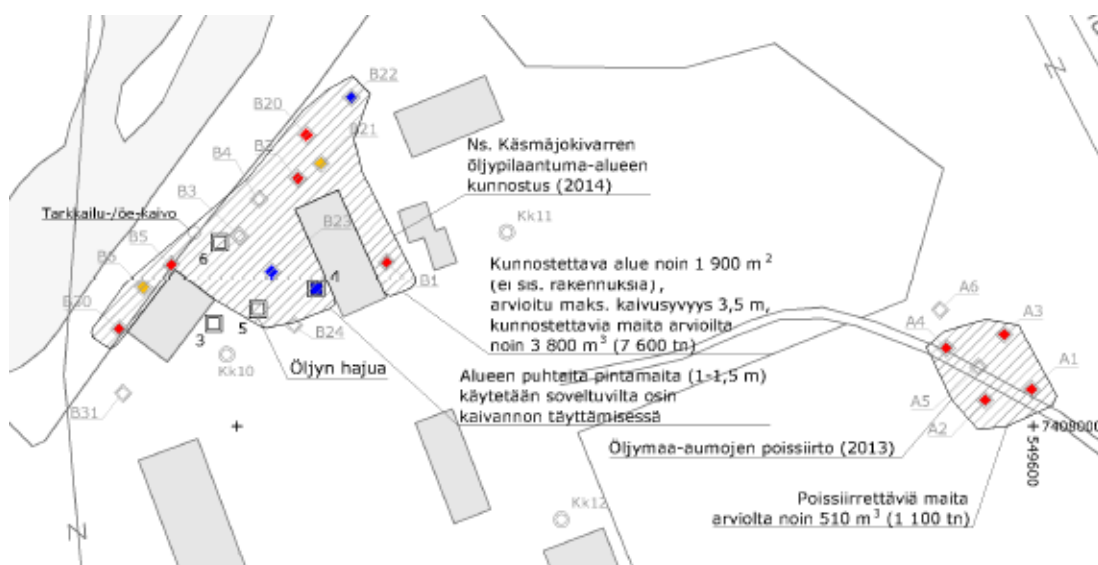 B22
B20
B21
B2
Ns. Käsmäjokivarren
öljypilaantuma-alueen
kunnostus (2014)
B4
B3
Tarkkailu-/öe-kaivo
Kk11
B23
B5
6
4
Kunnostettava alue noin 1 900 m²
(ei sis. rakennuksia),
arvioitu maks. kaivusyvyys 3,5 m,
kunnostettavia maita arvioilta
noin 3 800 m³ (7 600 tn)
B6
B1
B30
5
3
B24
A6
A4
A3
Kk10
Öljyn hajua
Alueen puhtaita pintamaita (1-1,5 m)
käytetään soveltuvilta osin
kaivannon täyttämisessä
A1
A5
A2
B31
Öljymaa-aumojen poissiirto (2013)
7408000
549600
Poissiirrettäviä maita
arviolta noin 510 m³ (1 100 tn)
Kk12
Z
Z